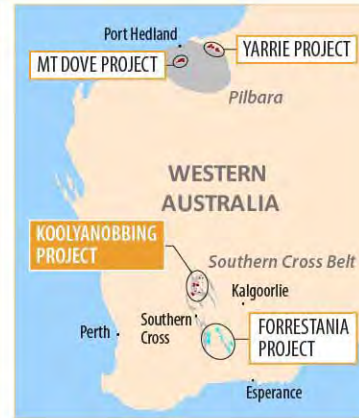 Port Hedland
YARRIE PROJECT
MT DOVE PROJECT
Pilbara
WESTERN
AUSTRALIA
KOOLYANOBBING
PROJECT
Southern Cross Belt
Kalgoorlie
Southern
Cross
Perth
FORRESTANIA
PROJECT
Esperance